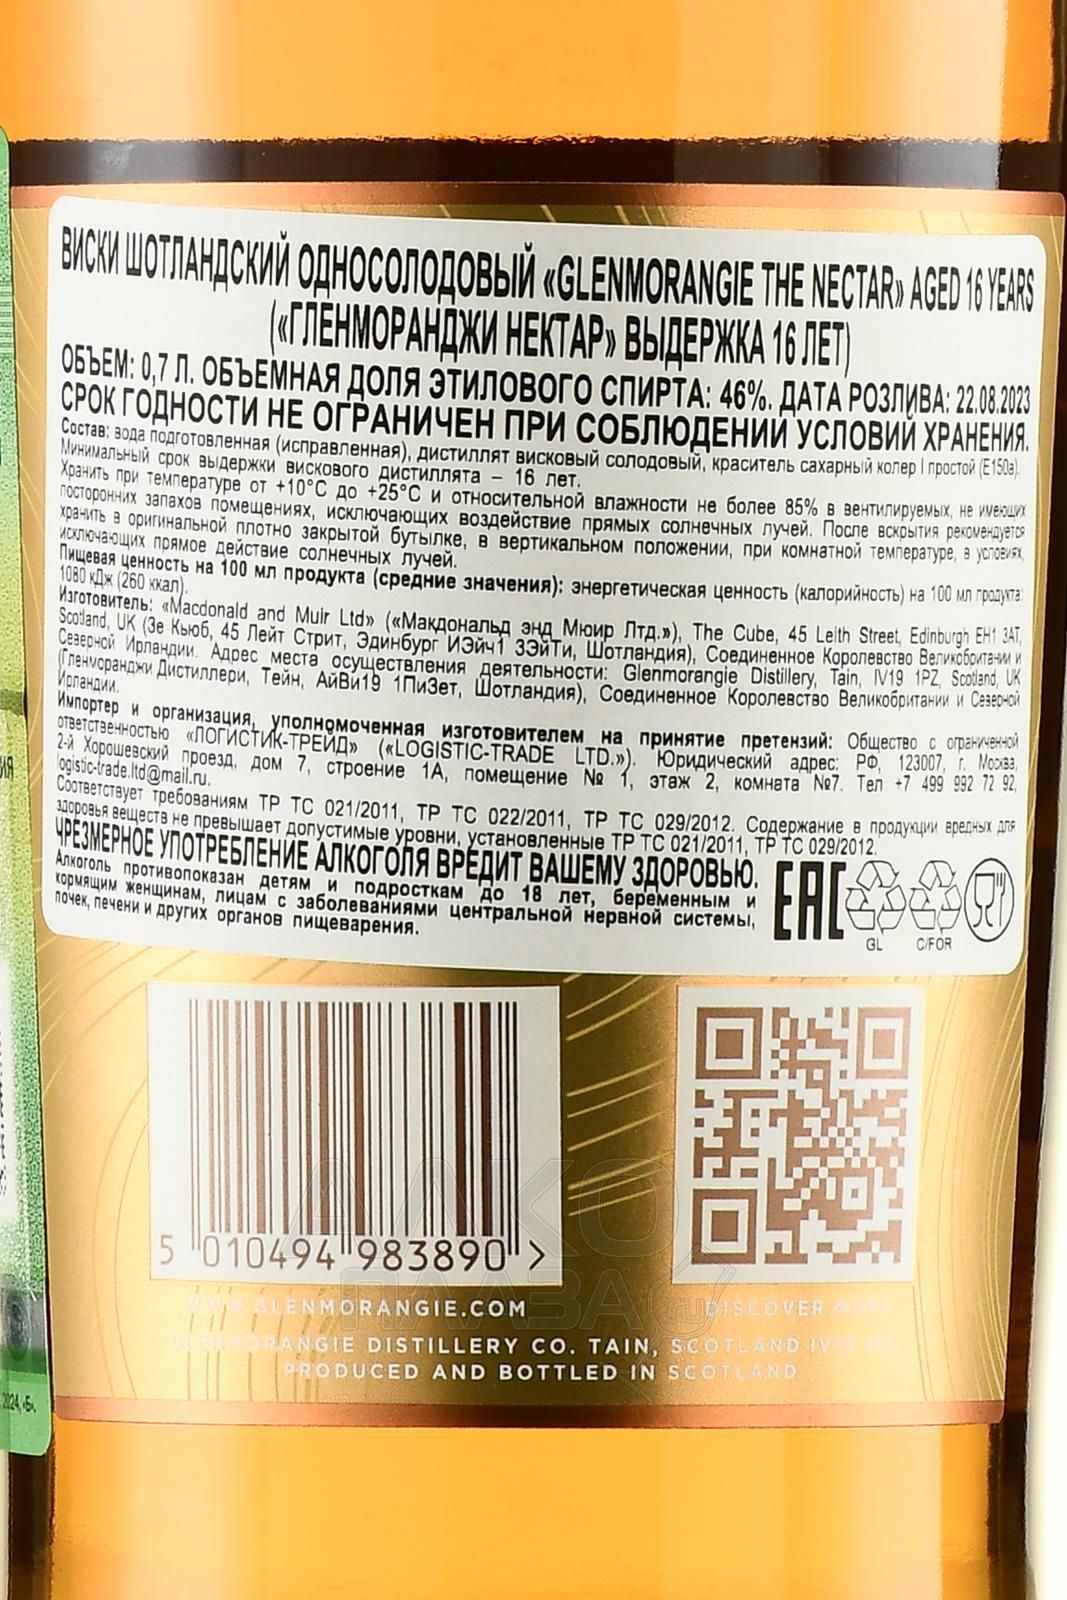 ВИСКИ ШОТЛАНДСКИЙ ОДНОСОЛОДОВЫЙ «GLENMORANGIE THE NECTAR» AGED 16 YEARS
(«ГЛЕНМОРАНДЖИ НЕКТАР» ВЫДЕРЖКА 16 ЛЕТ)
ОБЪЕМ: 0,7 Л. ОБЪЕМНАЯ ДОЛЯ ЭТИЛОВОГО СПИРТА: 46%. ДАТА РОЗЛИВА: 22.08.2023
СРОК ГОДНОСТИ НЕ ОГРАНИЧЕН ПРИ СОБЛЮДЕНИИ УСЛОВИЙ ХРАНЕНИЯ.
Состав: вода подготовленная (исправленная), дистиллят висковый солодовый, краситель сахарный колер I простой (Е150а).
Минимальный срок выдержки вискового дистиллята – 16 лет.
Хранить при температуре от +10°С до +25°С и относительной влажности не более 85% в вентилируемых, не имеющих
посторонних запахов помещениях, исключающих воздействие прямых солнечных лучей. После вскрытия рекомендуется
хранить в оригинальной плотно закрытой бутылке, в вертикальном положении, при комнатной температуре, в условиях,
исключающих прямое действие солнечных лучей.
Пищевая ценность на 100 мл продукта (средние значения): энергетическая ценность (калорийность) на 100 мл продукта:
1080 кДж (260 ккал).
Изготовитель: «Macdonald and Muir Ltd» («Макдональд энд Мюир Лтд.»), The Cube, 45 Leith Street, Edinburgh EH1 3AT,
Scotland, UK (Зе Кьюб, 45 Лейт Стрит, Эдинбург ИЭйч1 3ЭйТи, Шотландия), Соединенное Королевство Великобритании и
Северной Ирландии. Адрес места осуществления деятельности: Glenmorangie Distillery, Tain, IV19 1PZ, Scotland, UK
(Гленморанджи Дистиллери, Тейн, АйВи19 1ПиЗет, Шотландия), Соединенное Королевство Великобритании и Северной
Ирландии.
Импортер и организация, уполномоченная изготовителем на принятие претензий: Общество с ограниченной
ответственностью «ЛОГИСТИК-ТРЕЙД» («LOGISTIC-TRADE LTD.»). Юридический адрес: РФ, 123007, г. Москва,
2-й Хорошевский проезд, дом 7, строение 1А, помещение № 1, этаж 2, комната №7. Тел +7 499 992 72 92,
logistic-trade.ltd@mail.ru.
Соответствует требованиям ТР ТС 021/2011, ТР ТС 022/2011, ТР ТС 029/2012. Содержание в продукции вредных для
здоровья веществ не превышает допустимые уровни, установленные ТР ТС 021/2011, ТР ТС 029/2012.
ЧРЕЗМЕРНОЕ УПОТРЕБЛЕНИЕ АЛКОГОЛЯ ВРЕДИТ ВАШЕМУ ЗДОРОВЬЮ.
Алкоголь противопоказан детям и подросткам до 18 лет, беременным и
кормящим женщинам, лицам с заболеваниями центральной нервной системы,
почек, печени и других органов пищеварения.
EAC
GL C/FOR
5 010494 983890 >
WWW.GLENMORANGIE.COM
DISCOVER MORE
GLENMORANGIE DISTILLERY CO. TAIN, SCOTLAND
PRODUCED AND BOTTLED IN SCOTLAND
АЛКО
ПЛАЗА
.ru
2024, «Б».